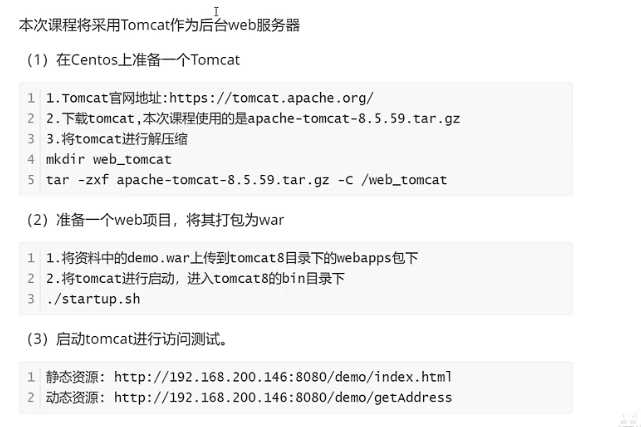 本次课程将采用Tomcat作为后台web服务器
（1）在Centos上准备一个Tomcat
1 1.Tomcat官网地址:https://tomcat.apache.org/
2 2.下载tomcat,本次课程使用的是apache-tomcat-8.5.59.tar.gz
3 3.将tomcat进行解压缩
4 mkdir web_tomcat
5 tar -zxf apache-tomcat-8.5.59.tar.gz -C /web_tomcat
（2）准备一个web项目，将其打包为war
1 1.将资料中的demo.war上传到tomcat8目录下的webapps包下
2 2.将tomcat进行启动，进入tomcat8的bin目录下
3 ./startup.sh
（3）启动tomcat进行访问测试。
1 静态资源: http://192.168.200.146:8080/demo/index.html
2 动态资源: http://192.168.200.146:8080/demo/getAddress